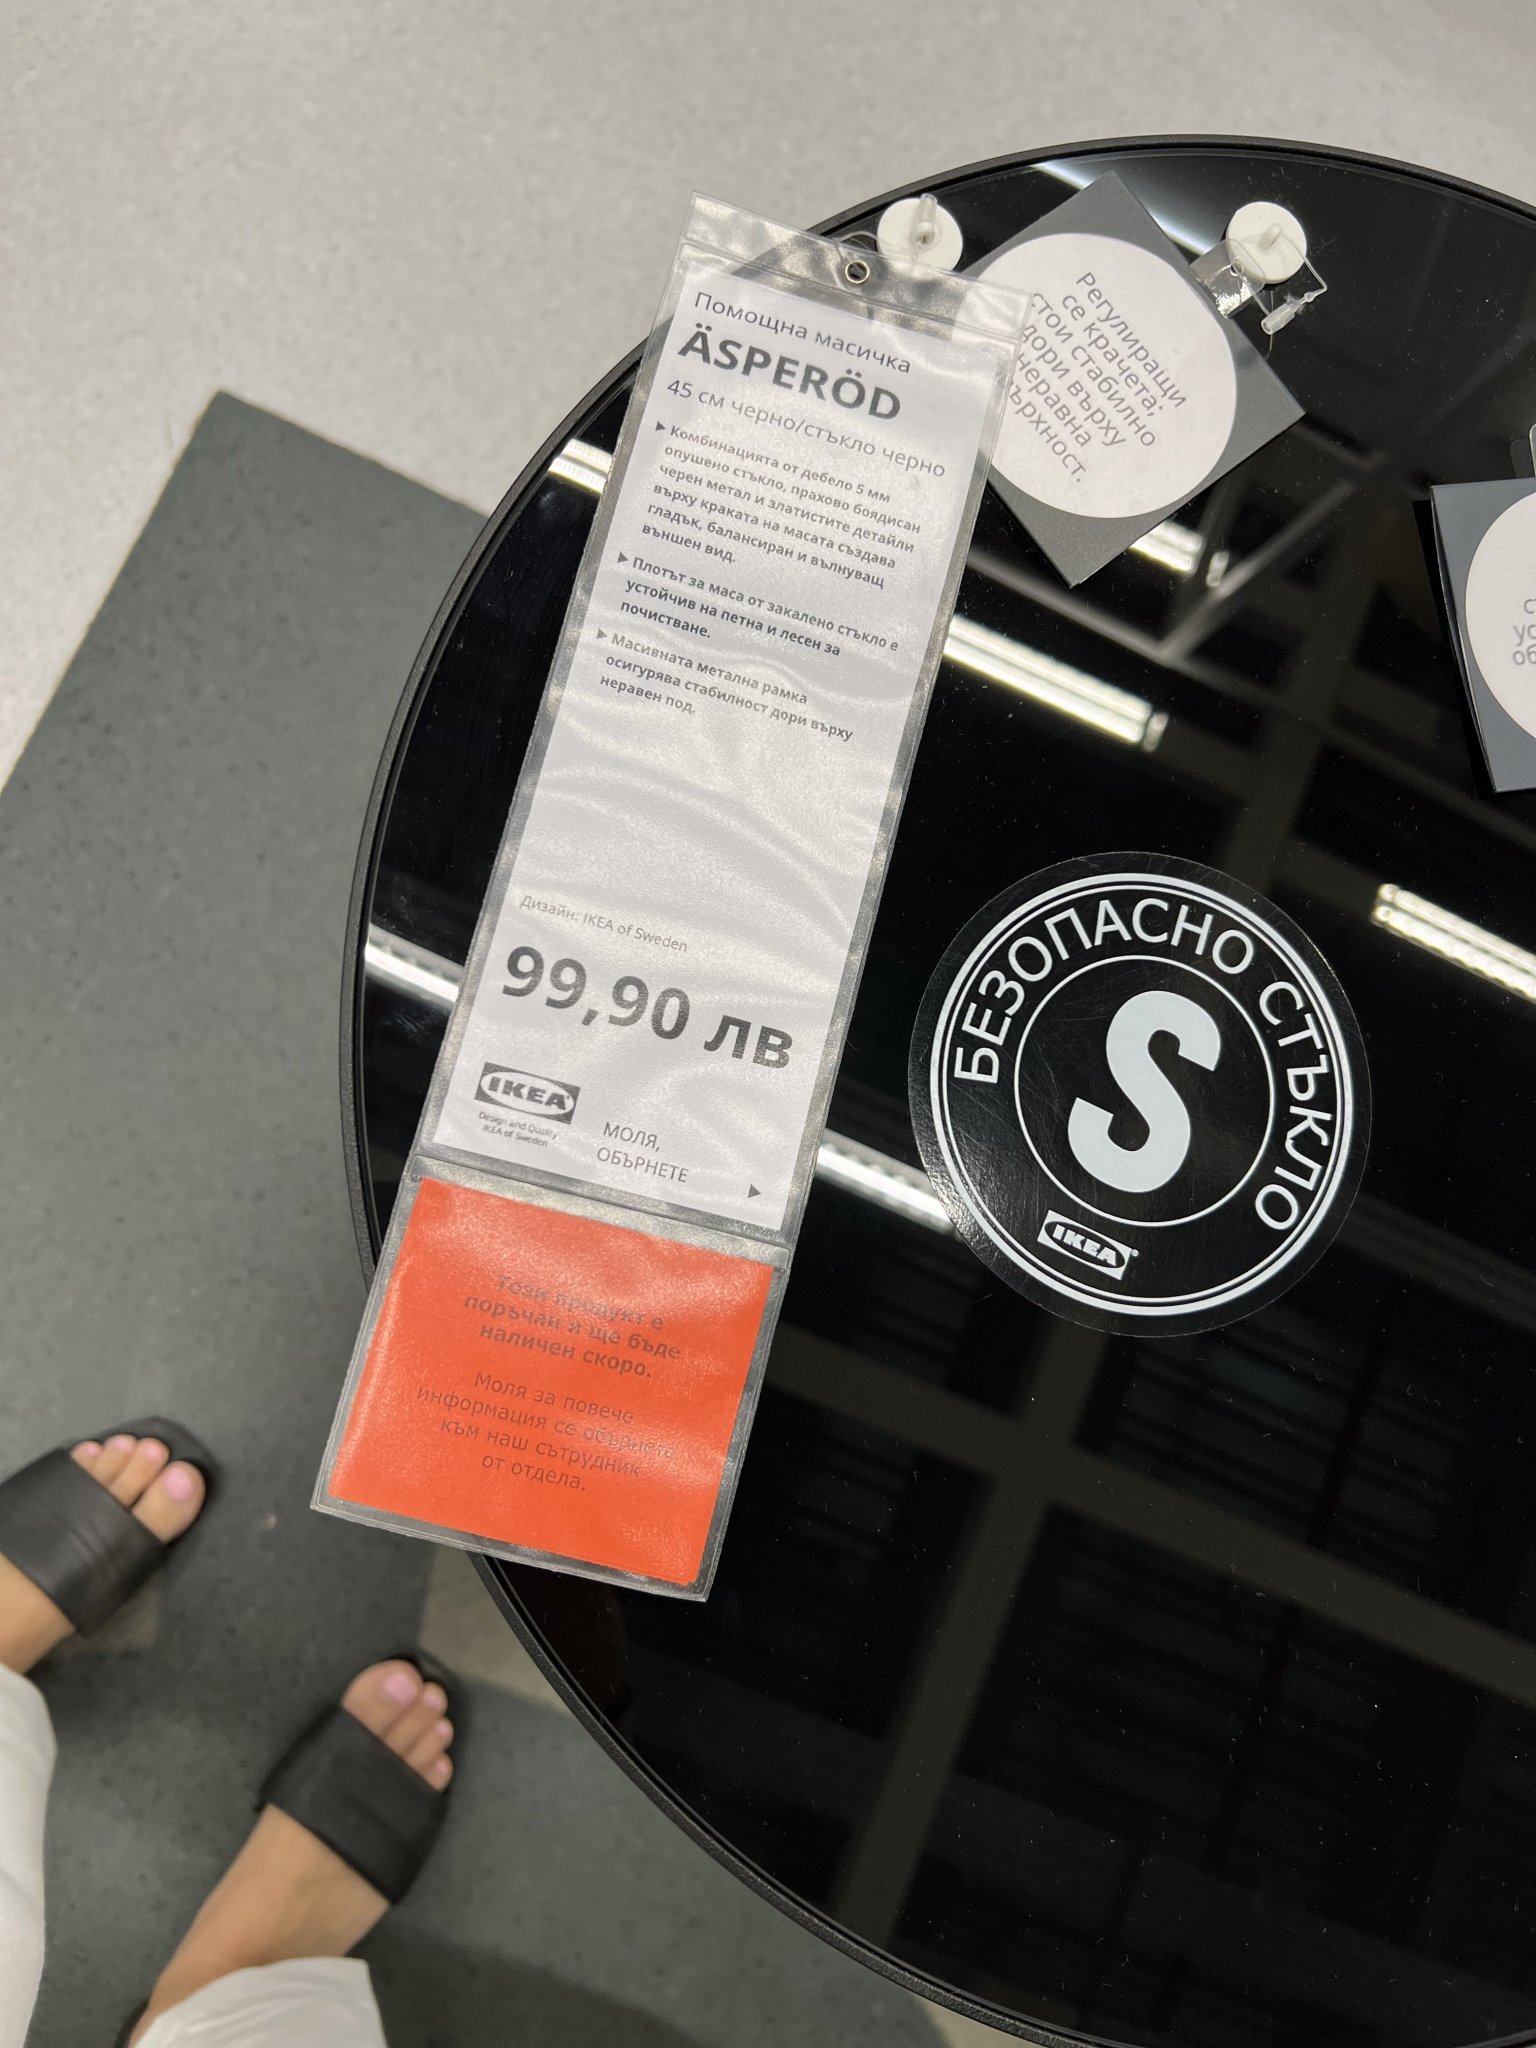 Помощна масичка
ÄSPERÖD
45 см черно/стъкло черно
▶ Комбинацията от дебело 5 мм
опушено стъкло, прахово боядисан
черен метал и златистите детайли
върху краката на масата създава
гладък, балансиран и вълнуващ
външен вид.
▶ Плотът за маса от закалено стъкло е
устойчив на петна и лесен за
почистване.
▶ Масивната метална рамка
осигурява стабилност дори върху
неравен под.
Дизайн: IKEA of Sweden
99,90 лв
IKEA®
Design and Quality
IKEA of Sweden
МОЛЯ,
ОБЪРНЕТЕ ▶
Този продукт е
поръчан и ще бъде
наличен скоро.
Моля за повече
информация се обърнете
към наш сътрудник
от отдела.
Регулиращи
се крачета;
стои стабилно
дори върху
неравна
върхност.
БЕЗОПАСНО СТЪКЛО
S
IKEA®